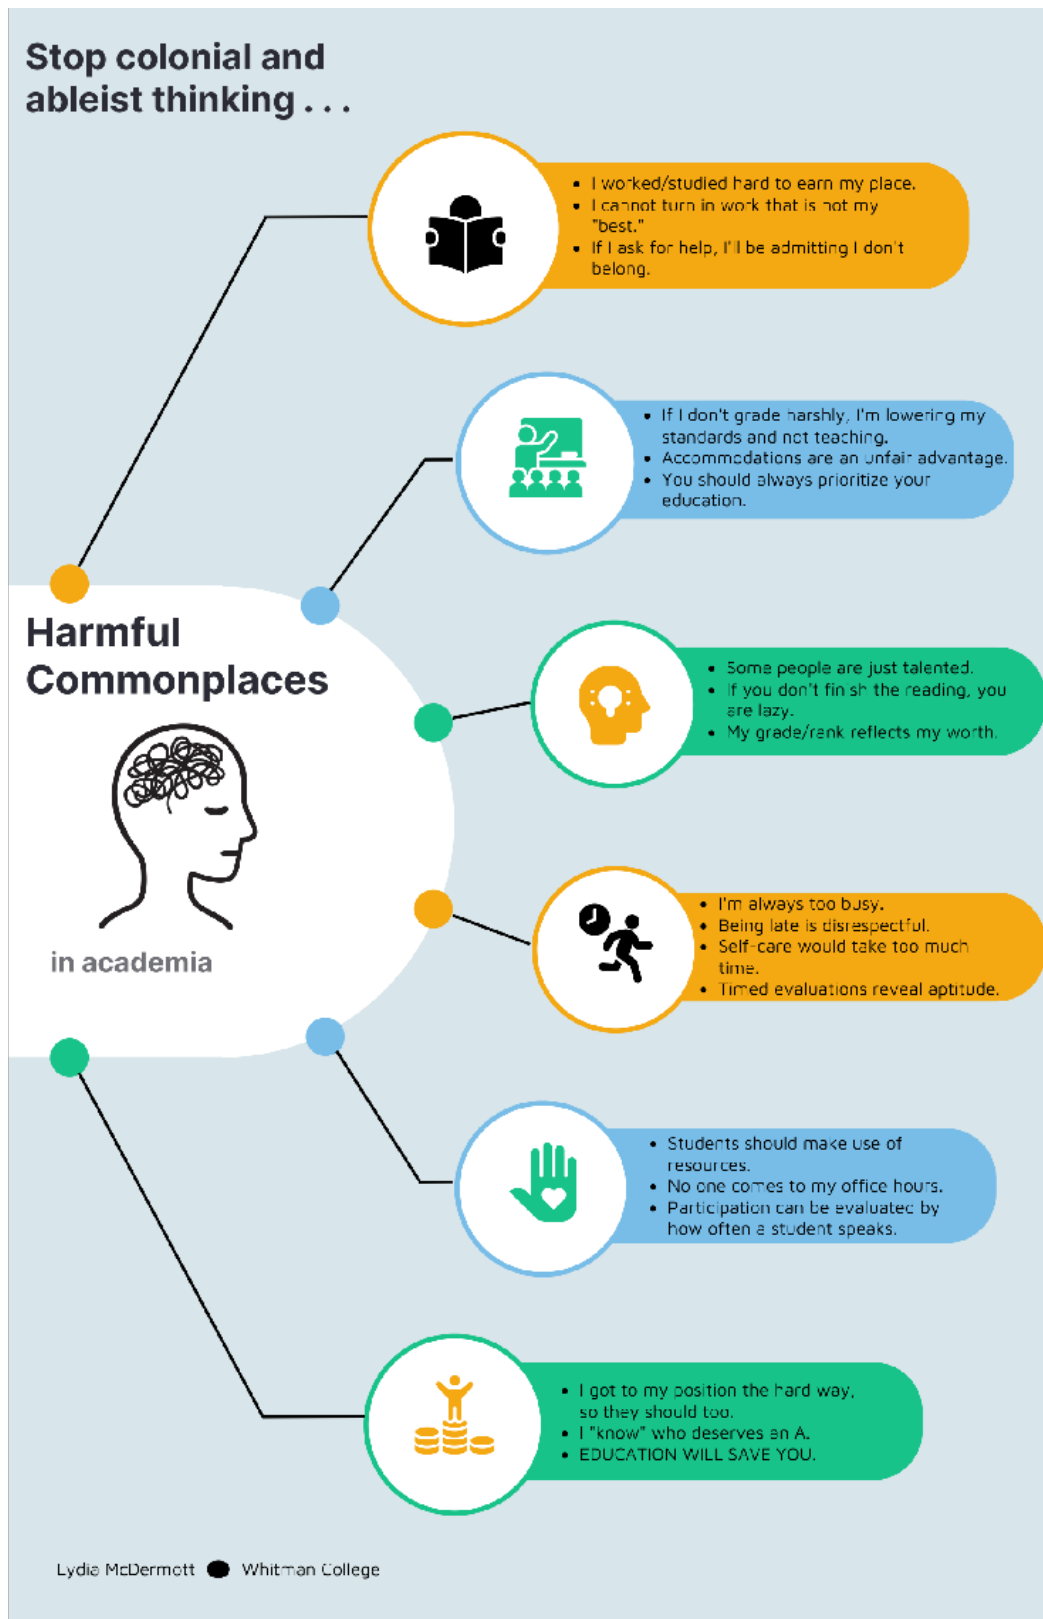 Stop colonial and
ableist thinking . . .
• I worked/studied hard to earn my place.
• I cannot turn in work that is not my
"best."
• If I ask for help, I'll be admitting I don't
belong.
• If I don't grade harshly, I'm lowering my
standards and not teaching.
• Accommodations are an unfair advantage.
• You should always prioritize your
education.
Harmful
Commonplaces
in academia
• Some people are just talented.
• If you don't finish the reading, you
are lazy.
• My grade/rank reflects my worth.
• I'm always too busy.
• Being late is disrespectful.
• Self-care would take too much
time.
• Timed evaluations reveal aptitude.
• Students should make use of
resources.
• No one comes to my office hours.
• Participation can be evaluated by
how often a student speaks.
• I got to my position the hard way,
so they should too.
• I "know" who deserves an A.
• EDUCATION WILL SAVE YOU.
Lydia McDermott ● Whitman College